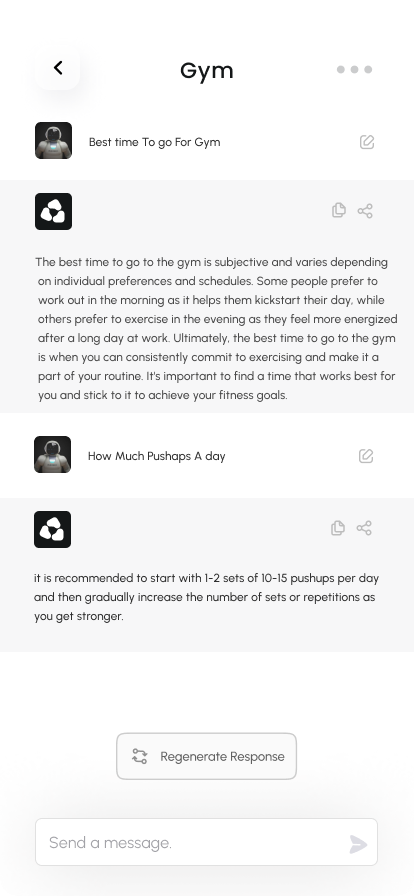 Gym
Best time To go For Gym
The best time to go to the gym is subjective and varies depending
on individual preferences and schedules. Some people prefer to
work out in the morning as it helps them kickstart their day, while
others prefer to exercise in the evening as they feel more energized
after a long day at work. Ultimately, the best time to go to the gym
is when you can consistently commit to exercising and make it a
part of your routine. It's important to find a time that works best for
you and stick to it to achieve your fitness goals.
How Much Pushaps A day
it is recommended to start with 1-2 sets of 10-15 pushups per day
and then gradually increase the number of sets or repetitions as
you get stronger.
Regenerate Response
Send a message.